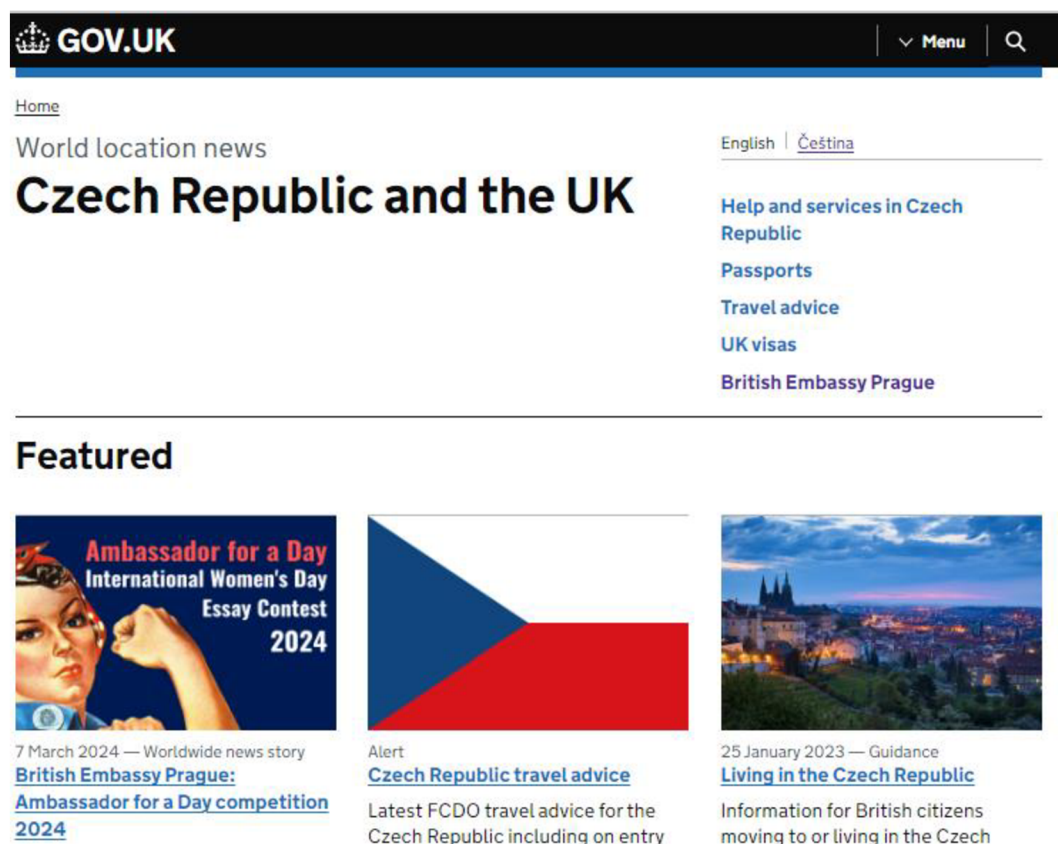 GOV.UK
Menu
Home
World location news
Czech Republic and the UK
English
Čeština
Help and services in Czech
Republic
Passports
Travel advice
UK visas
British Embassy Prague
Featured
Ambassador for a Day
International Women's Day
Essay Contest
2024
7 March 2024 — Worldwide news story
British Embassy Prague:
Ambassador for a Day competition
2024
Alert
Czech Republic travel advice
Latest FCDO travel advice for the
Czech Republic including on entry
25 January 2023 — Guidance
Living in the Czech Republic
Information for British citizens
moving to or living in the Czech